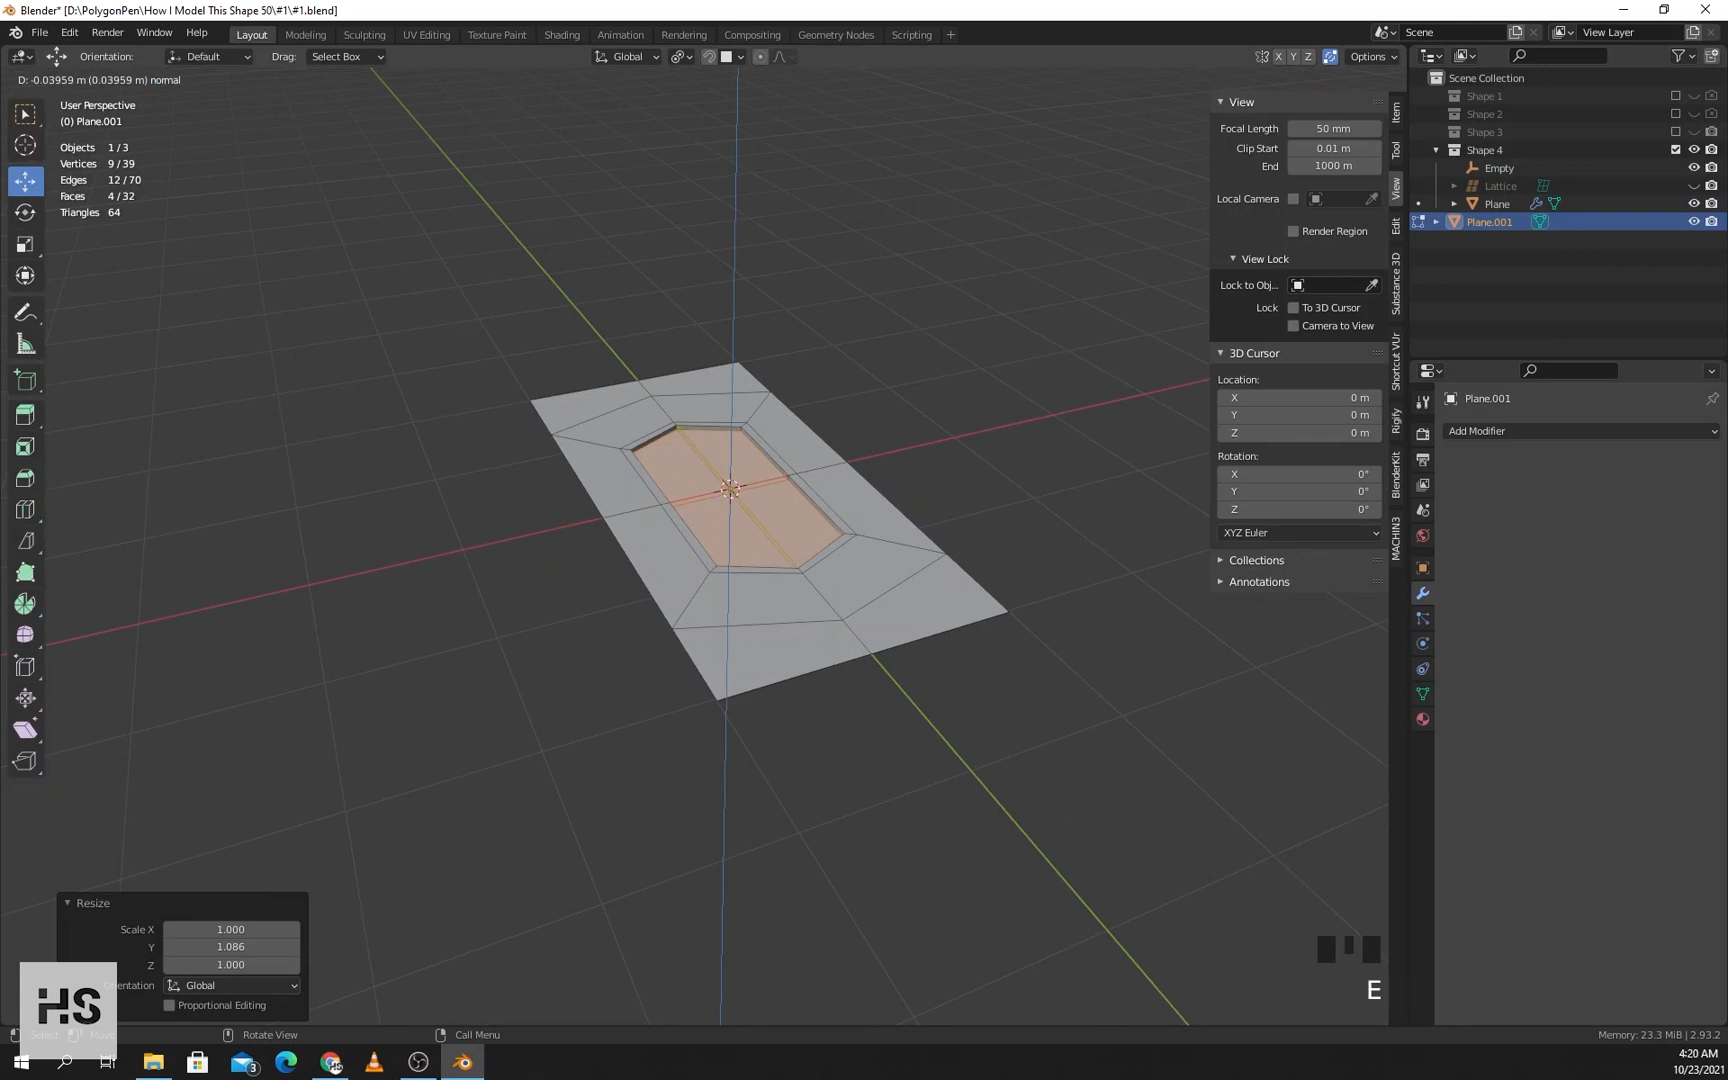 Blender* [D:\PolygonPen\How I Model This Shape 50\#1\#1.blend]
File Edit Render Window Help Layout Modeling Sculpting UV Editing Texture Paint Shading Animation Rendering Compositing Geometry Nodes Scripting + Scene View Layer
Orientation: Default Drag: Select Box Global X Y Z Options
D: -0.03959 m (0.03959 m) normal
User Perspective
(0) Plane.001
Objects 1 / 3
Vertices 9 / 39
Edges 12 / 70
Faces 4 / 32
Triangles 64
View
Focal Length 50 mm
Clip Start 0.01 m
End 1000 m
Local Camera
Render Region
View Lock
Lock to Obj...
Lock To 3D Cursor
Camera to View
3D Cursor
Location:
X 0 m
Y 0 m
Z 0 m
Rotation:
X 0°
Y 0°
Z 0°
XYZ Euler
Collections
Annotations
Item
Tool
View
Edit
Substance 3D
Shortcut VUr
Rigify
BlenderKit
MACHIN3
Scene Collection
Shape 1
Shape 2
Shape 3
Shape 4
Empty
Lattice
Plane
Plane.001
Plane.001
Add Modifier
Resize
Scale X 1.000
Y 1.086
Z 1.000
Orientation Global
Proportional Editing
HS
E
Select Move Rotate View Call Menu Memory: 23.3 MiB | 2.93.2
3
4:20 AM
10/23/2021